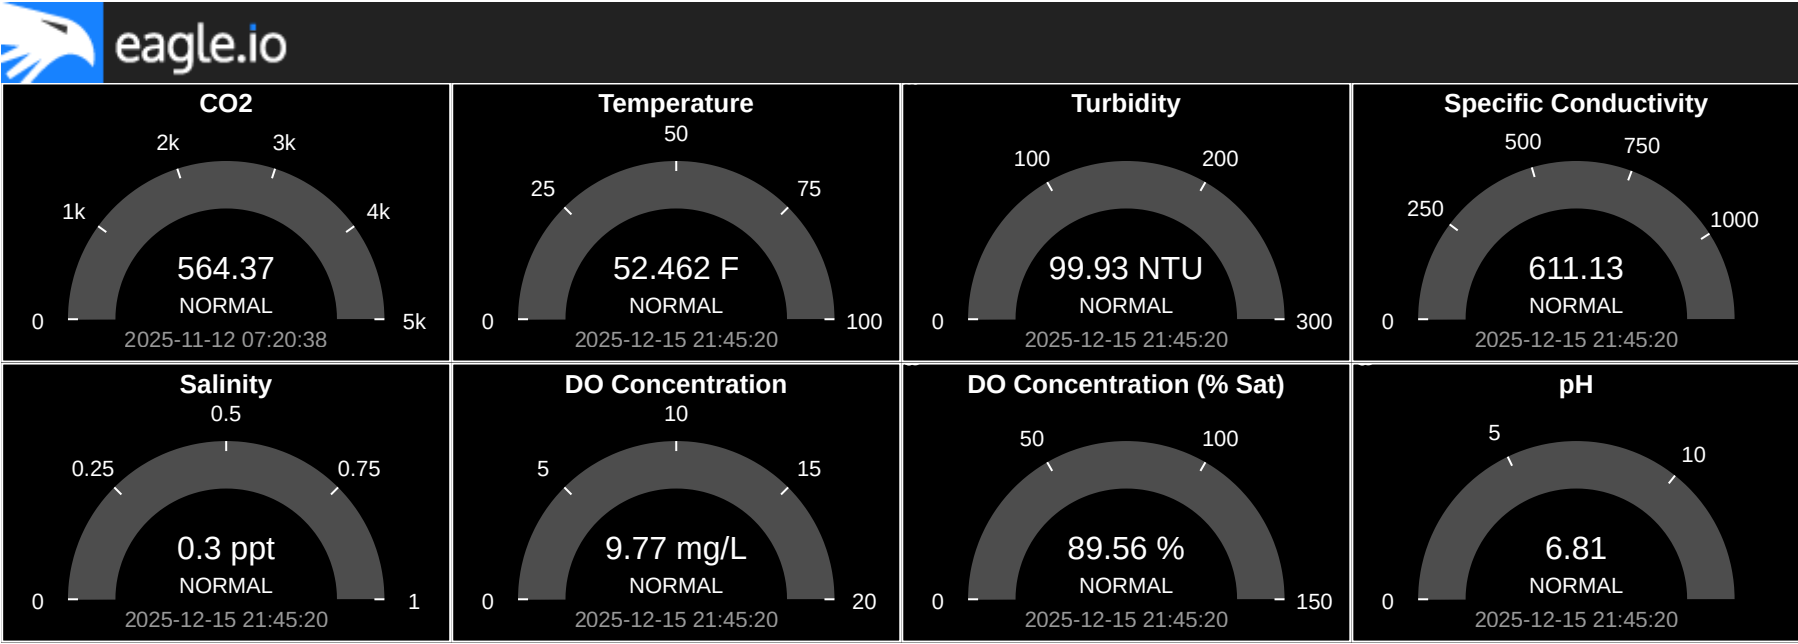 eagle.io
CO2
2k
3k
1k
4k
564.37
NORMAL
0
5k
2025-11-12 07:20:38
Temperature
50
25
75
52.462 F
NORMAL
0
100
2025-12-15 21:45:20
Turbidity
100
200
99.93 NTU
NORMAL
0
300
2025-12-15 21:45:20
Specific Conductivity
500
750
250
1000
611.13
NORMAL
0
2025-12-15 21:45:20
Salinity
0.5
0.25
0.75
0.3 ppt
NORMAL
0
1
2025-12-15 21:45:20
DO Concentration
10
5
15
9.77 mg/L
NORMAL
0
20
2025-12-15 21:45:20
DO Concentration (% Sat)
50
100
89.56 %
NORMAL
0
150
2025-12-15 21:45:20
pH
5
10
6.81
NORMAL
0
2025-12-15 21:45:20